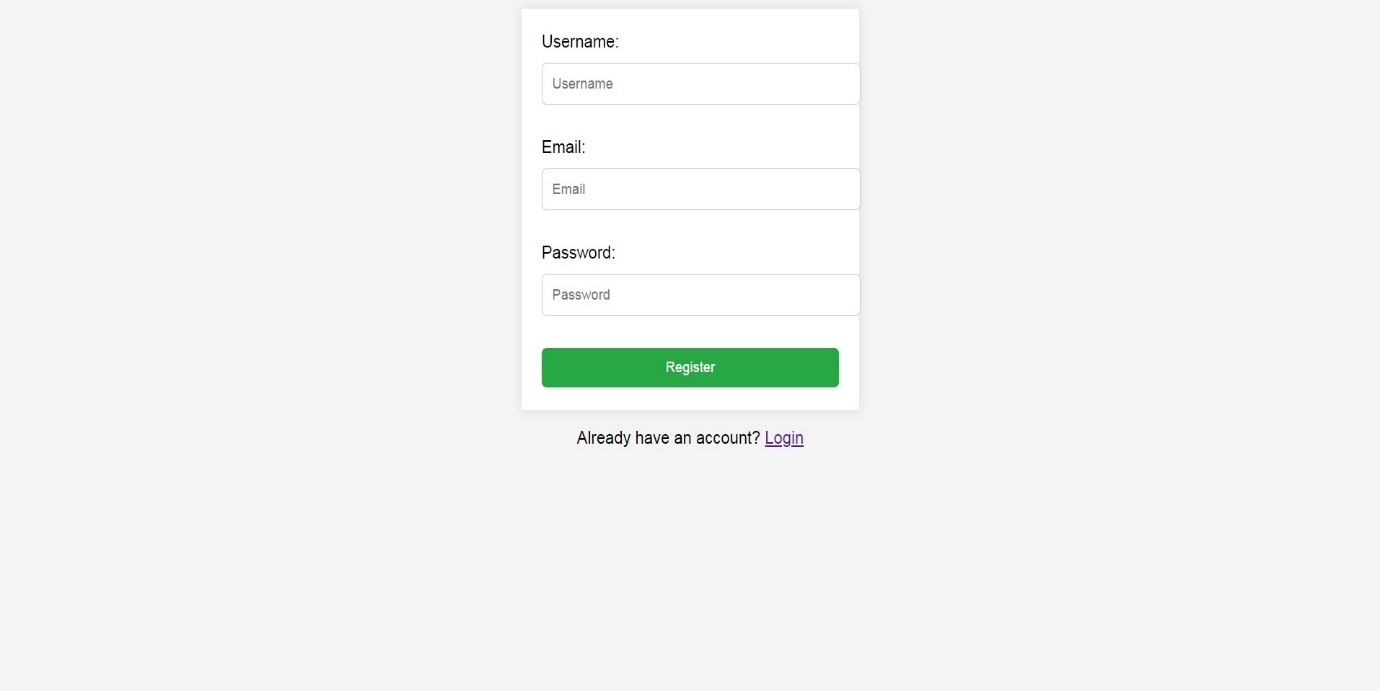 Username:
Username
Email:
Email
Password:
Password
Register
Already have an account? Login